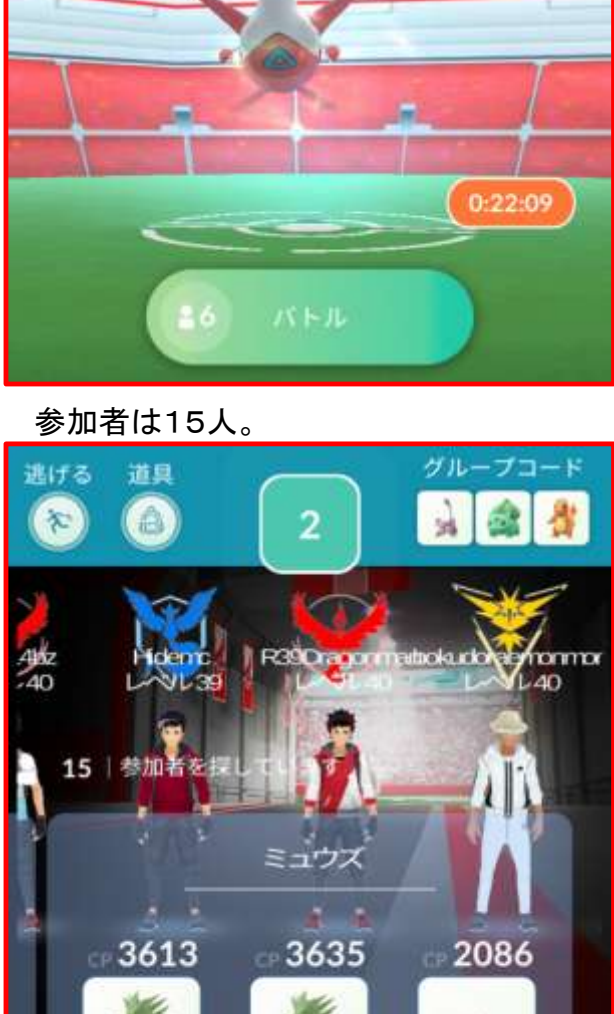 0:22:09
6 バトル
参加者は15人。
逃げる 道具 グループコード
2
Hidemc
レベル39
レベル40
レベル40
15 | 参加者を探しています
ミュウズ
CP 3613 CP 3635 CP 2086